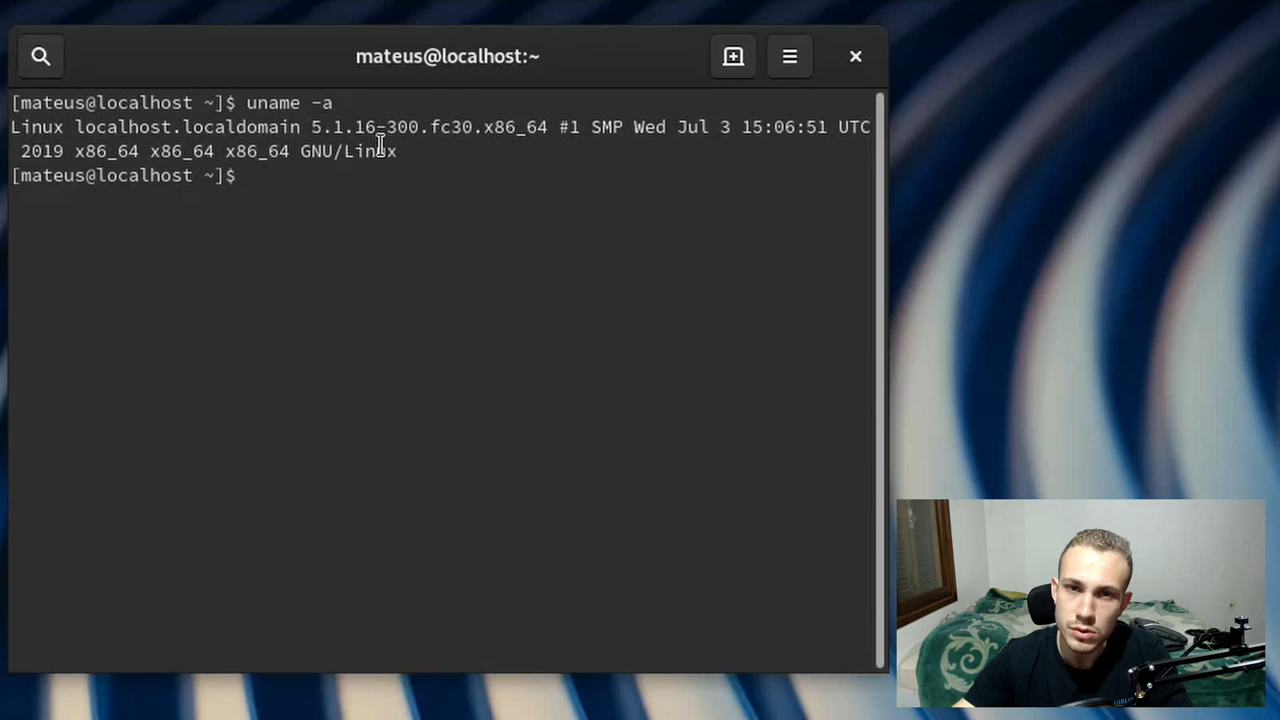 mateus@localhost:~
[mateus@localhost ~]$ uname -a
Linux localhost.localdomain 5.1.16-300.fc30.x86_64 #1 SMP Wed Jul 3 15:06:51 UTC
2019 x86_64 x86_64 x86_64 GNU/Linux
[mateus@localhost ~]$